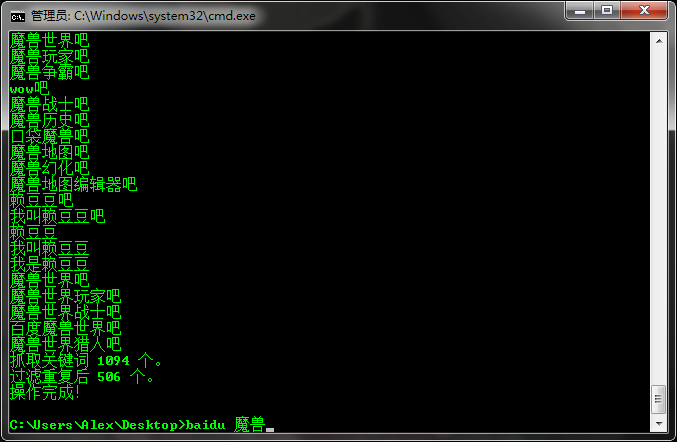 管理员: C:\Windows\system32\cmd.exe
魔兽世界吧
魔兽玩家吧
魔兽争霸吧
wow吧
魔兽战士吧
魔兽历史吧
口袋魔兽吧
魔兽地图吧
魔兽幻化吧
魔兽地图编辑器吧
赖豆豆吧
我叫赖豆豆吧
赖豆豆
我叫赖豆豆
我是赖豆豆
魔兽世界吧
魔兽世界玩家吧
魔兽世界战士吧
百度魔兽世界吧
魔兽世界猎人吧
抓取关键词 1094 个。
过滤重复后 506 个。
操作完成!
C:\Users\Alex\Desktop>baidu 魔兽_